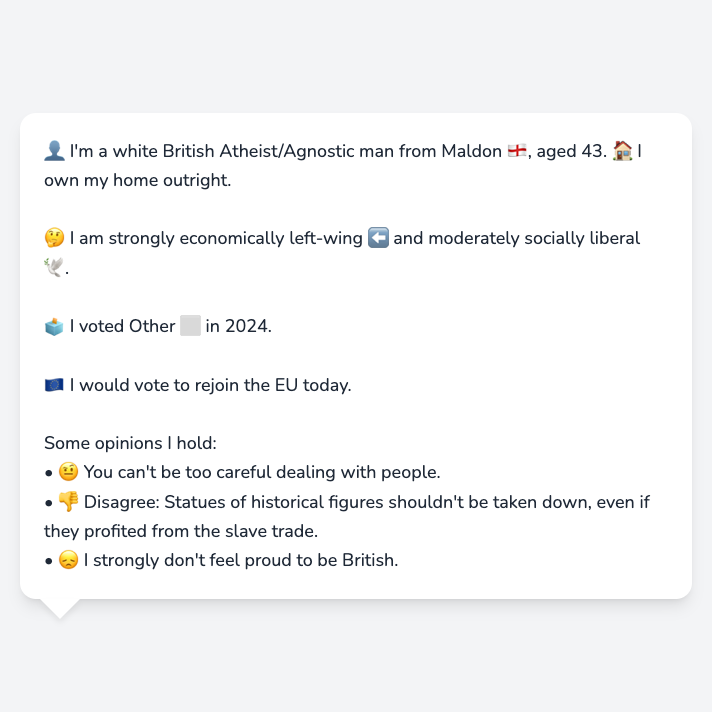 👤 I'm a white British Atheist/Agnostic man from Maldon 🏴󠁧󠁢󠁥󠁮󠁧󠁿, aged 43. 🏠 I
own my home outright.
🤔 I am strongly economically left-wing ⬅️ and moderately socially liberal
🕊️.
🗳️ I voted Other ⬜ in 2024.
🇪🇺 I would vote to rejoin the EU today.
Some opinions I hold:
• 🤨 You can't be too careful dealing with people.
• 👎 Disagree: Statues of historical figures shouldn't be taken down, even if
they profited from the slave trade.
• 😞 I strongly don't feel proud to be British.